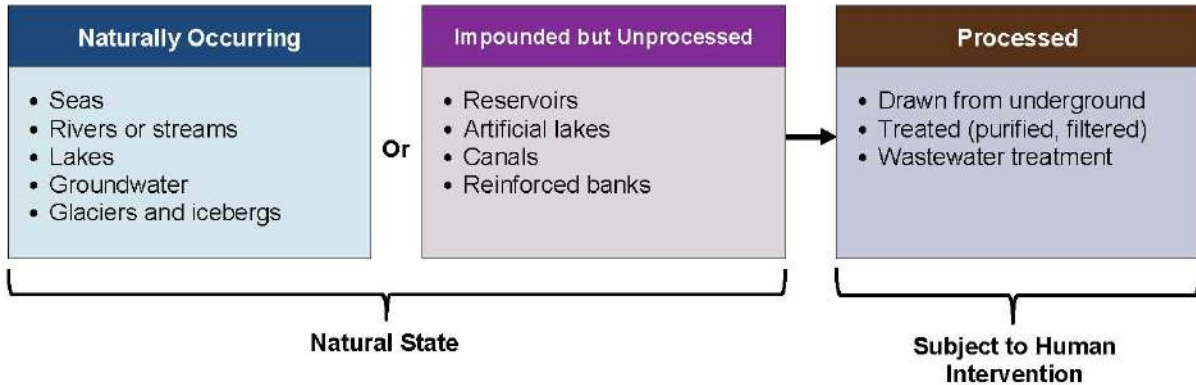 Naturally Occurring
• Seas
• Rivers or streams
• Lakes
• Groundwater
• Glaciers and icebergs
Or
Impounded but Unprocessed
• Reservoirs
• Artificial lakes
• Canals
• Reinforced banks
Processed
• Drawn from underground
• Treated (purified, filtered)
• Wastewater treatment
Natural State
Subject to Human
Intervention